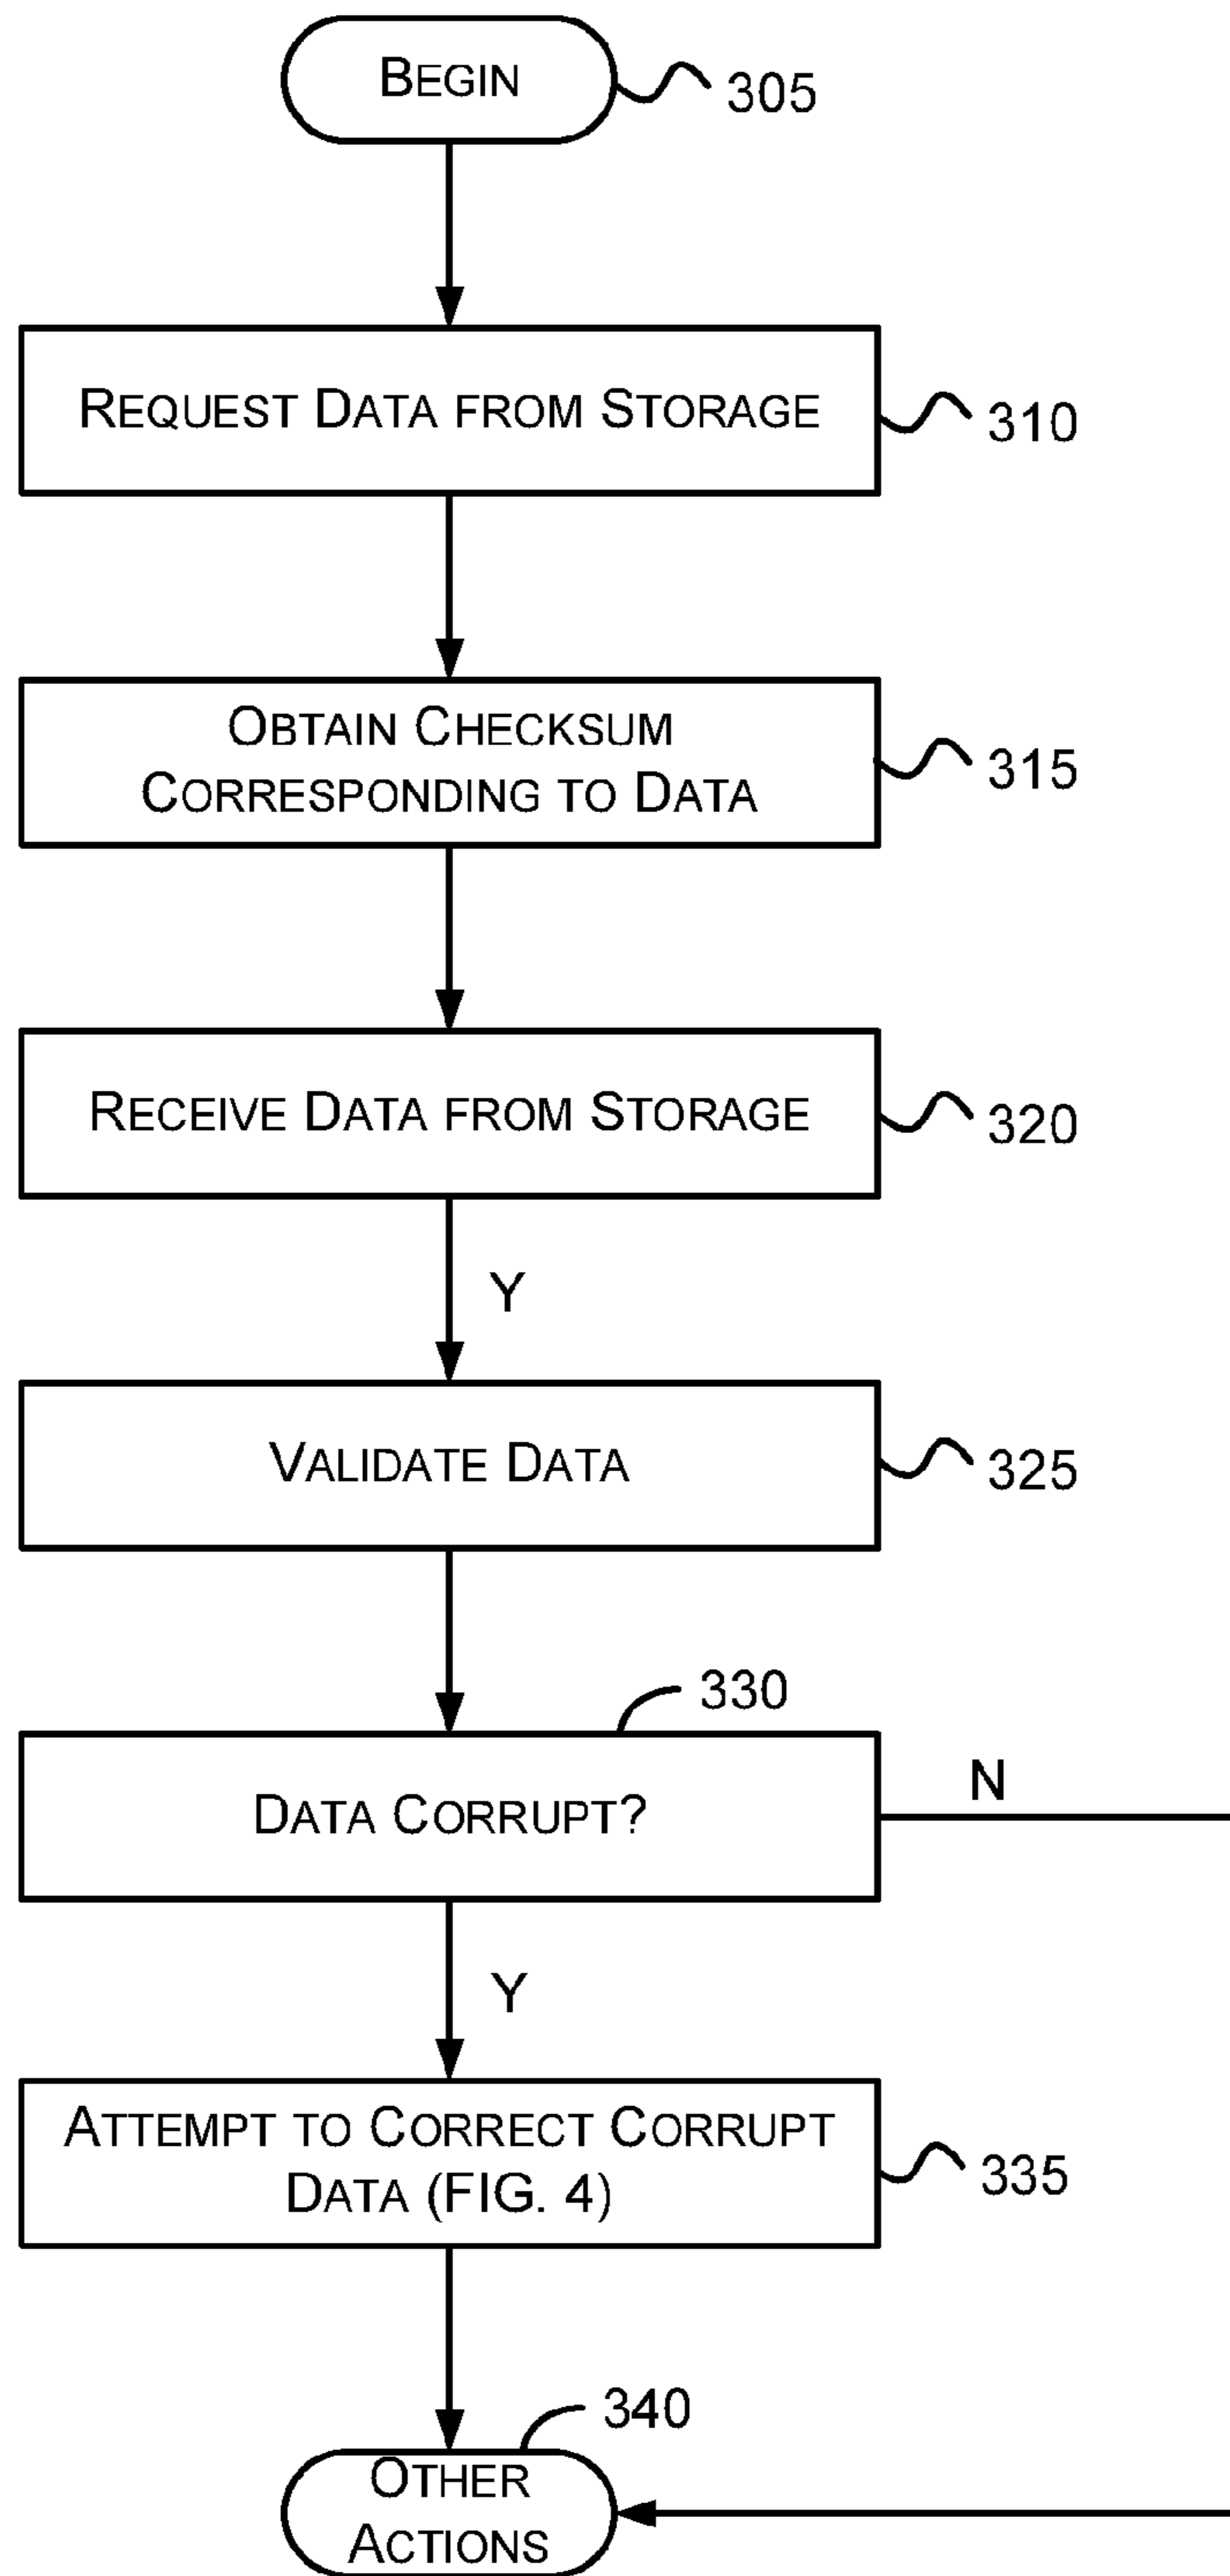 BEGIN
305
REQUEST DATA FROM STORAGE
310
OBTAIN CHECKSUM
CORRESPONDING TO DATA
315
RECEIVE DATA FROM STORAGE
320
Y
VALIDATE DATA
325
330
DATA CORRUPT?
N
Y
ATTEMPT TO CORRECT CORRUPT
DATA (FIG. 4)
335
340
OTHER
ACTIONS